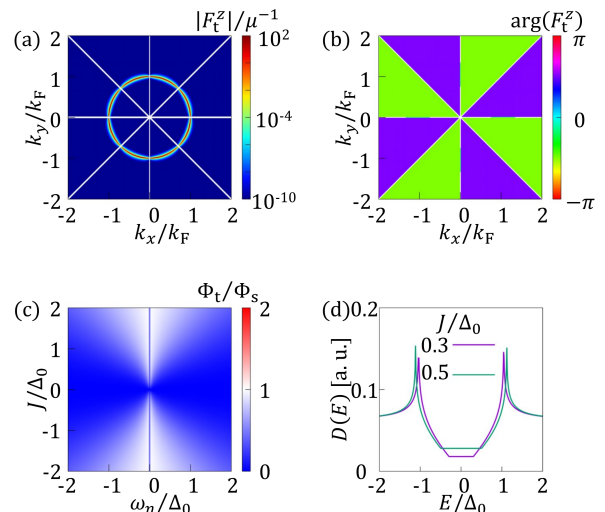 (a) |F_t^z|/μ^{-1}
2
1
0
-1
-2
k_y/k_F
-2 -1 0 1 2
k_x/k_F
10^2
10^{-4}
10^{-10}
(b) arg(F_t^z)
2
1
0
-1
-2
k_y/k_F
-2 -1 0 1 2
k_x/k_F
π
0
−π
(c) Φ_t/Φ_s
2
1
0
-1
-2
J/Δ_0
-2 -1 0 1 2
ω_n/Δ_0
2
1
0
(d)
0.2
0.1
0
D(E) [a. u.]
J/Δ_0
0.3
0.5
-2 -1 0 1 2
E/Δ_0